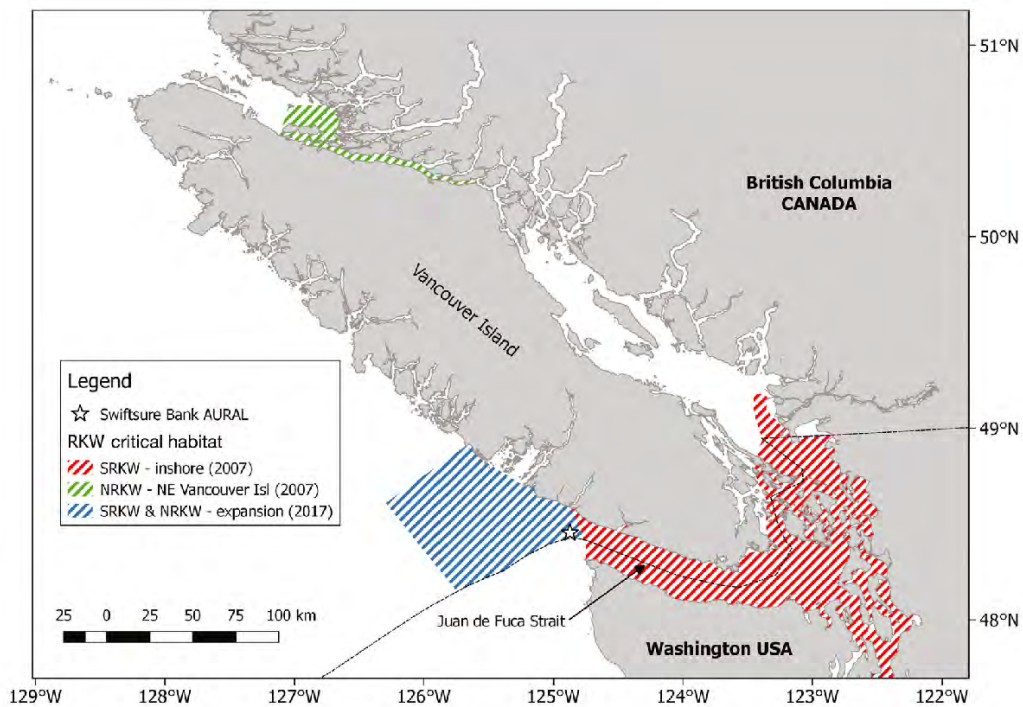 51°N
British Columbia
CANADA
50°N
Vancouver Island
Legend
Swiftsure Bank AURAL
RKW critical habitat
SRKW - inshore (2007)
NRKW - NE Vancouver Isl (2007)
SRKW & NRKW - expansion (2017)
49°N
25 0 25 50 75 100 km
Juan de Fuca Strait
48°N
Washington USA
129°W 128°W 127°W 126°W 125°W 124°W 123°W 122°W